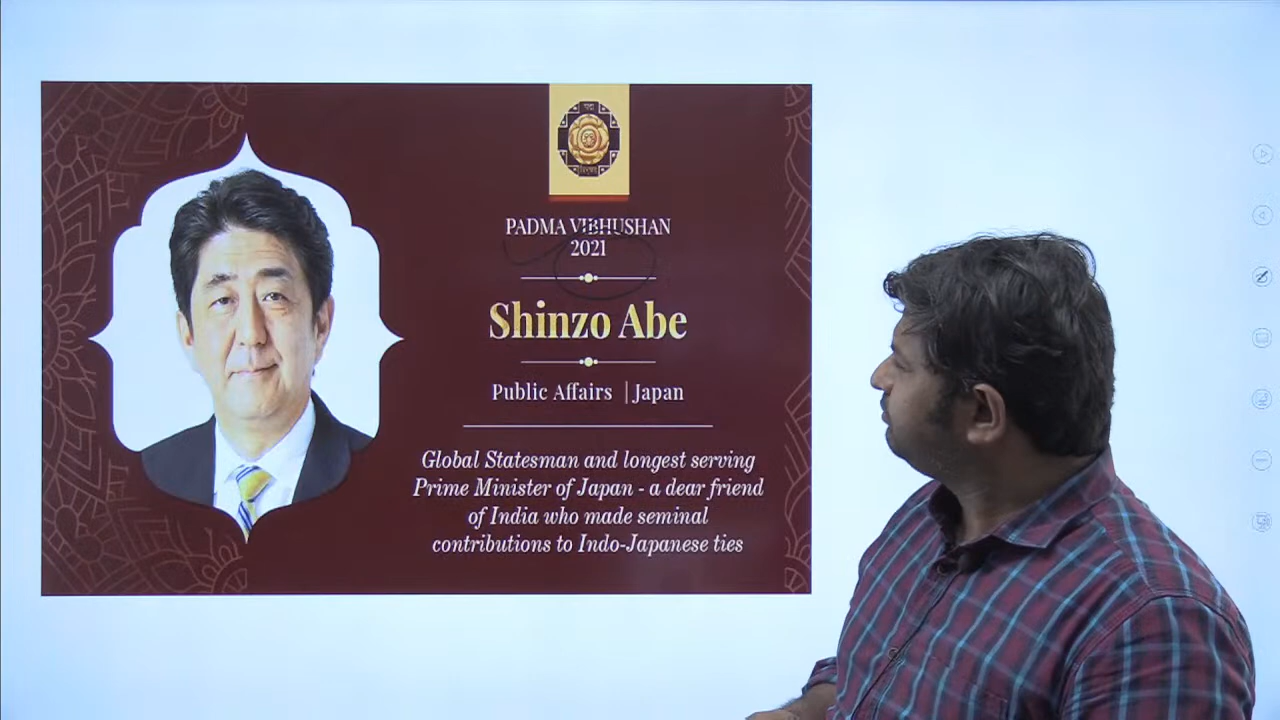 PADMA VIBHUSHAN
2021
Shinzo Abe
Public Affairs | Japan
Global Statesman and longest serving
Prime Minister of Japan - a dear friend
of India who made seminal
contributions to Indo-Japanese ties